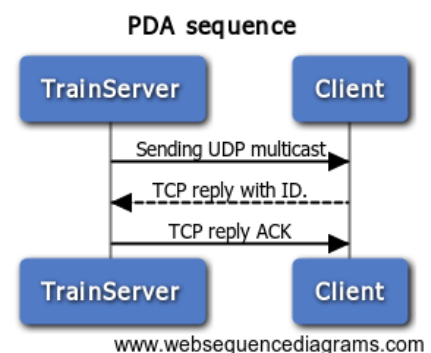 PDA sequence
TrainServer
Client
Sending UDP multicast
TCP reply with ID.
TCP reply ACK
TrainServer
Client
www.websequencediagrams.com